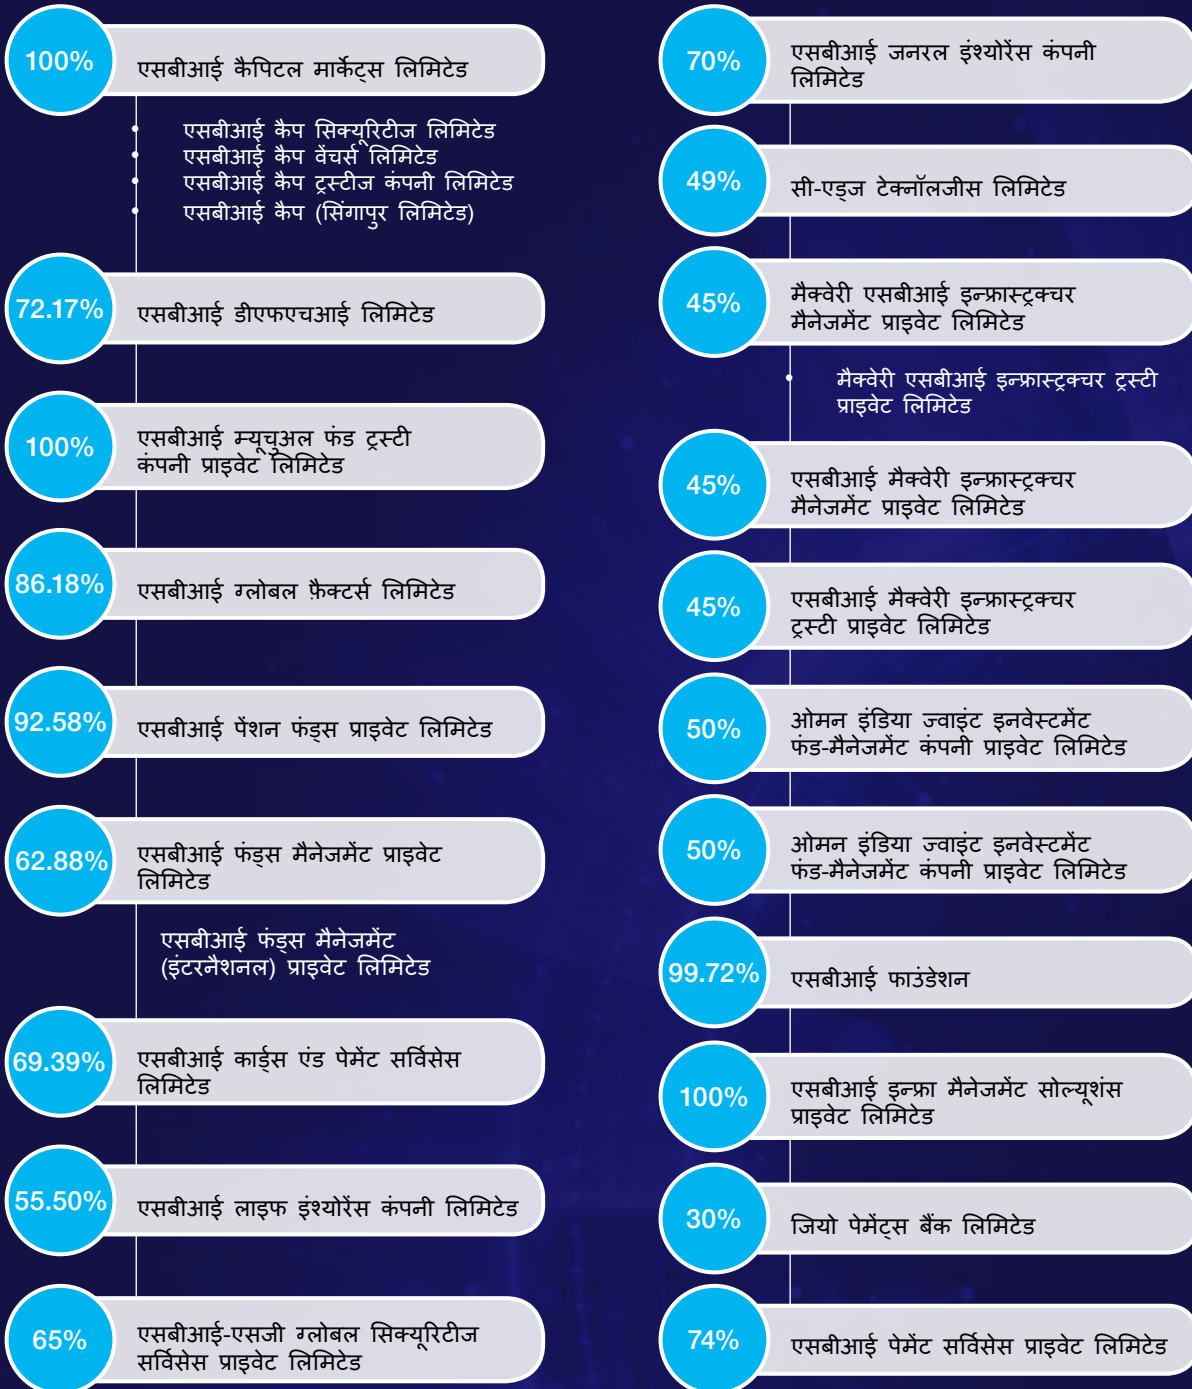 100%
एसबीआई कैपिटल मार्केट्स लिमिटेड
• एसबीआई कैप सिक्यूरिटीज लिमिटेड
• एसबीआई कैप वेंचर्स लिमिटेड
• एसबीआई कैप ट्रस्टीज कंपनी लिमिटेड
• एसबीआई कैप (सिंगापुर लिमिटेड)
72.17%
एसबीआई डीएफएचआई लिमिटेड
100%
एसबीआई म्यूचुअल फंड ट्रस्टी
कंपनी प्राइवेट लिमिटेड
86.18%
एसबीआई ग्लोबल फ़ैक्टर्स लिमिटेड
92.58%
एसबीआई पेंशन फंड्स प्राइवेट लिमिटेड
62.88%
एसबीआई फंड्स मैनेजमेंट प्राइवेट
लिमिटेड
एसबीआई फंड्स मैनेजमेंट
(इंटरनैशनल) प्राइवेट लिमिटेड
69.39%
एसबीआई कार्ड्स एंड पेमेंट सर्विसेस
लिमिटेड
55.50%
एसबीआई लाइफ इंश्योरेंस कंपनी लिमिटेड
65%
एसबीआई-एसजी ग्लोबल सिक्यूरिटीज
सर्विसेस प्राइवेट लिमिटेड
70%
एसबीआई जनरल इंश्योरेंस कंपनी
लिमिटेड
49%
सी-एड्ज टेक्नॉलजीस लिमिटेड
45%
मैक्वेरी एसबीआई इन्फ्रास्ट्रक्चर
मैनेजमेंट प्राइवेट लिमिटेड
• मैक्वेरी एसबीआई इन्फ्रास्ट्रक्चर ट्रस्टी
प्राइवेट लिमिटेड
45%
एसबीआई मैक्वेरी इन्फ्रास्ट्रक्चर
मैनेजमेंट प्राइवेट लिमिटेड
45%
एसबीआई मैक्वेरी इन्फ्रास्ट्रक्चर
ट्रस्टी प्राइवेट लिमिटेड
50%
ओमन इंडिया ज्वाइंट इनवेस्टमेंट
फंड-मैनेजमेंट कंपनी प्राइवेट लिमिटेड
50%
ओमन इंडिया ज्वाइंट इनवेस्टमेंट
फंड-मैनेजमेंट कंपनी प्राइवेट लिमिटेड
99.72%
एसबीआई फाउंडेशन
100%
एसबीआई इन्फ्रा मैनेजमेंट सोल्यूशंस
प्राइवेट लिमिटेड
30%
जियो पेमेंट्स बैंक लिमिटेड
74%
एसबीआई पेमेंट सर्विसेस प्राइवेट लिमिटेड